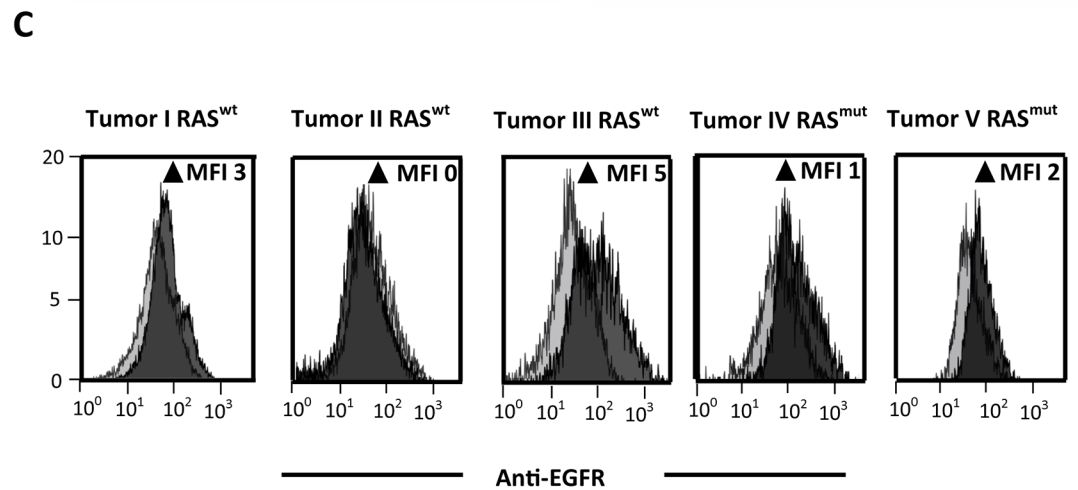 C
Tumor I RASwt Tumor II RASwt Tumor III RASwt Tumor IV RASmut Tumor V RASmut
20 ▲ MFI 3 ▲ MFI 0 ▲ MFI 5 ▲ MFI 1 ▲ MFI 2
10
5
0
10⁰ 10¹ 10² 10³ 10⁰ 10¹ 10² 10³ 10⁰ 10¹ 10² 10³ 10⁰ 10¹ 10² 10³ 10⁰ 10¹ 10² 10³
Anti-EGFR